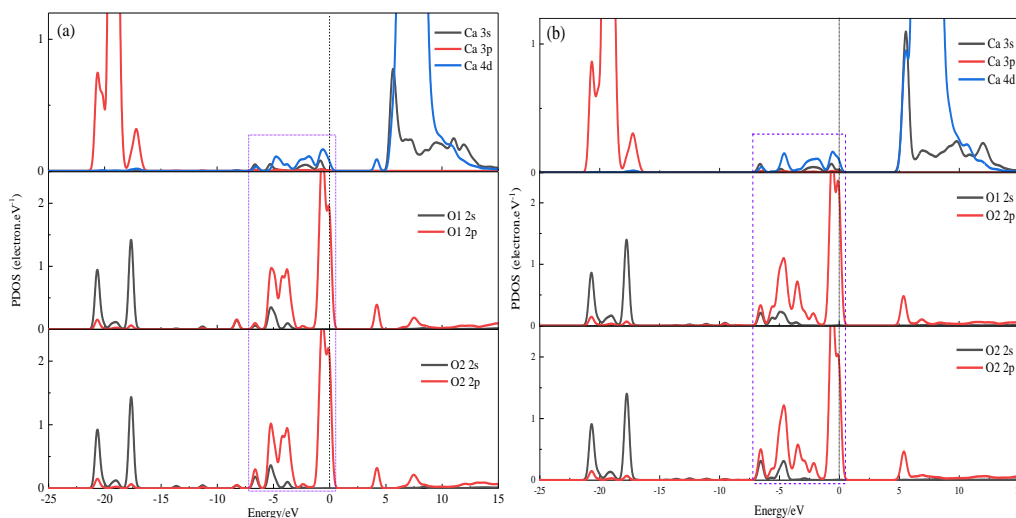 (a)
Ca 3s
Ca 3p
Ca 4d
1
0
O1 2s
O1 2p
2
1
0
O2 2s
O2 2p
2
1
0
-25 -20 -15 -10 -5 0 5 10 15
Energy/eV
PDOS (electron.eV-1)
(b)
Ca 3s
Ca 3p
Ca 4d
1
0
O1 2s
O2 2p
2
1
0
O2 2s
O2 2p
2
1
0
-25 -20 -15 -10 -5 0 5 10
Energy/eV
PDOS (electron.eV-1)